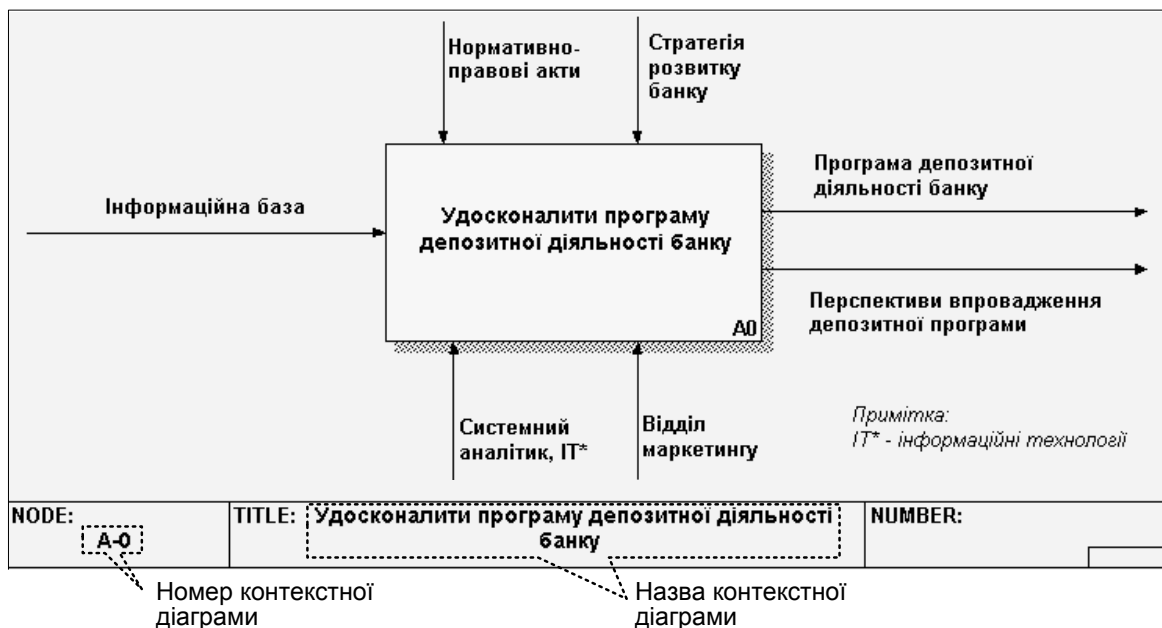 Нормативно-
правові акти
Стратегія
розвитку
банку
Інформаційна база
Удосконалити програму
депозитної діяльності банку
A0
Програма депозитної
діяльності банку
Перспективи впровадження
депозитної програми
Системний
аналітик, ІТ*
Відділ
маркетингу
Примітка:
ІТ* - інформаційні технології
NODE:
A-0
TITLE:
Удосконалити програму депозитної діяльності
банку
NUMBER:
Номер контекстної
діаграми
Назва контекстної
діаграми